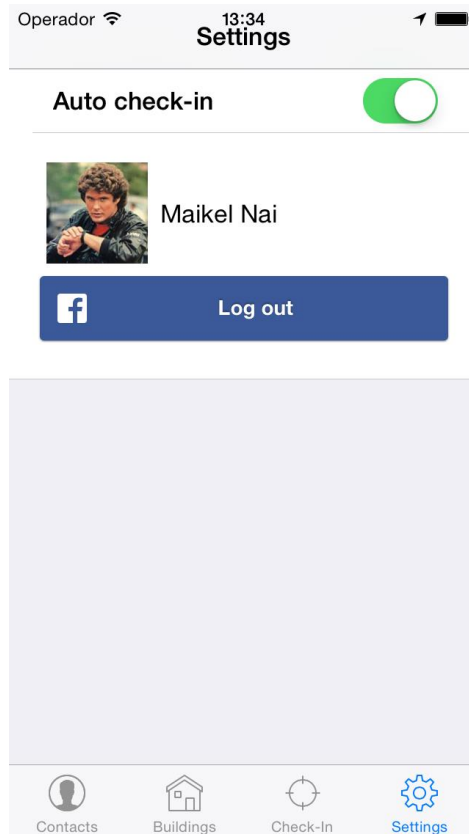 Operador 13:34
Settings
Auto check-in
Maikel Nai
Log out
Contacts Buildings Check-In Settings